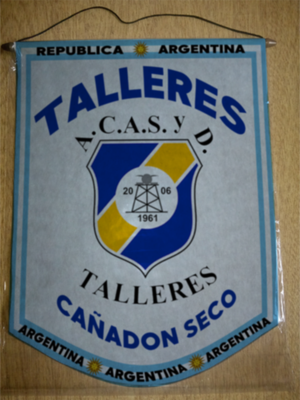 REPUBLICA ARGENTINA
TALLERES
A. C.A.S. y D.
20 06
1961
TALLERES
CAÑADON SECO
ARGENTINA ARGENTINA ARGENTINA